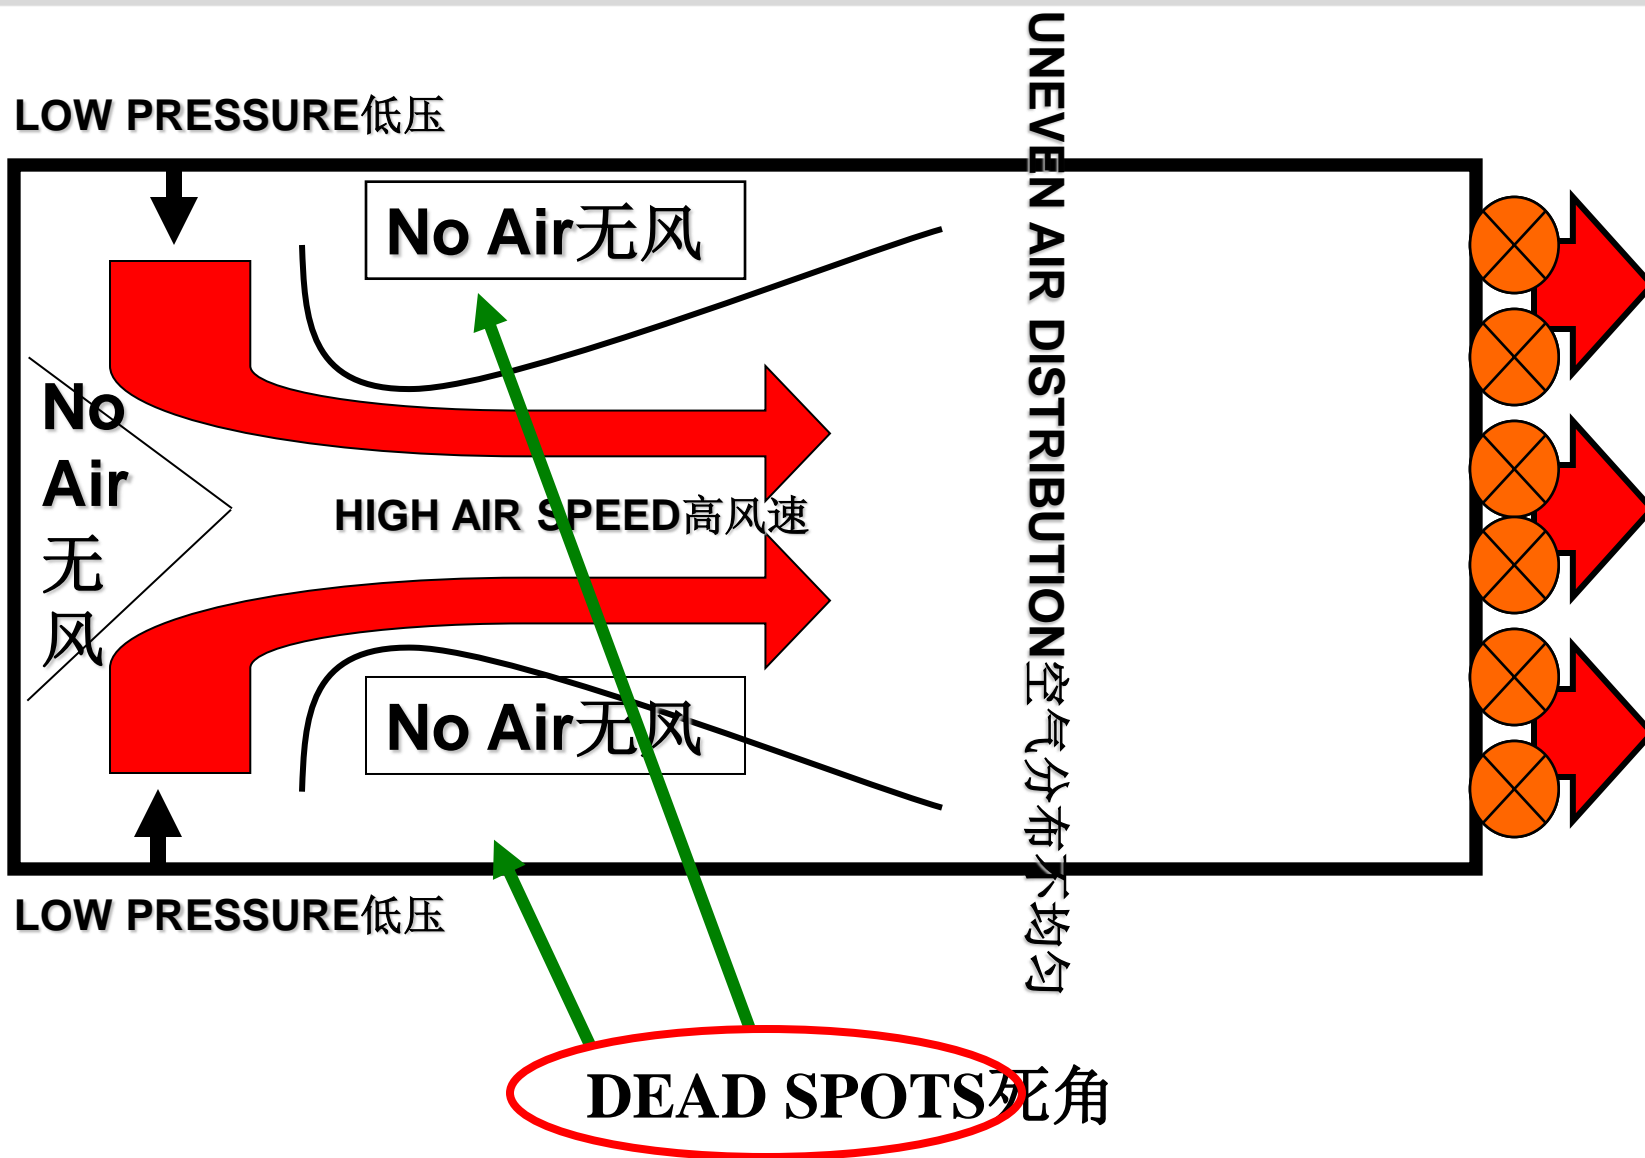 LOW PRESSURE低压
No Air无风
No
Air
无
风
HIGH AIR SPEED高风速
UNEVEN AIR DISTRIBUTION空气分布不均匀
No Air无风
LOW PRESSURE低压
DEAD SPOTS死角